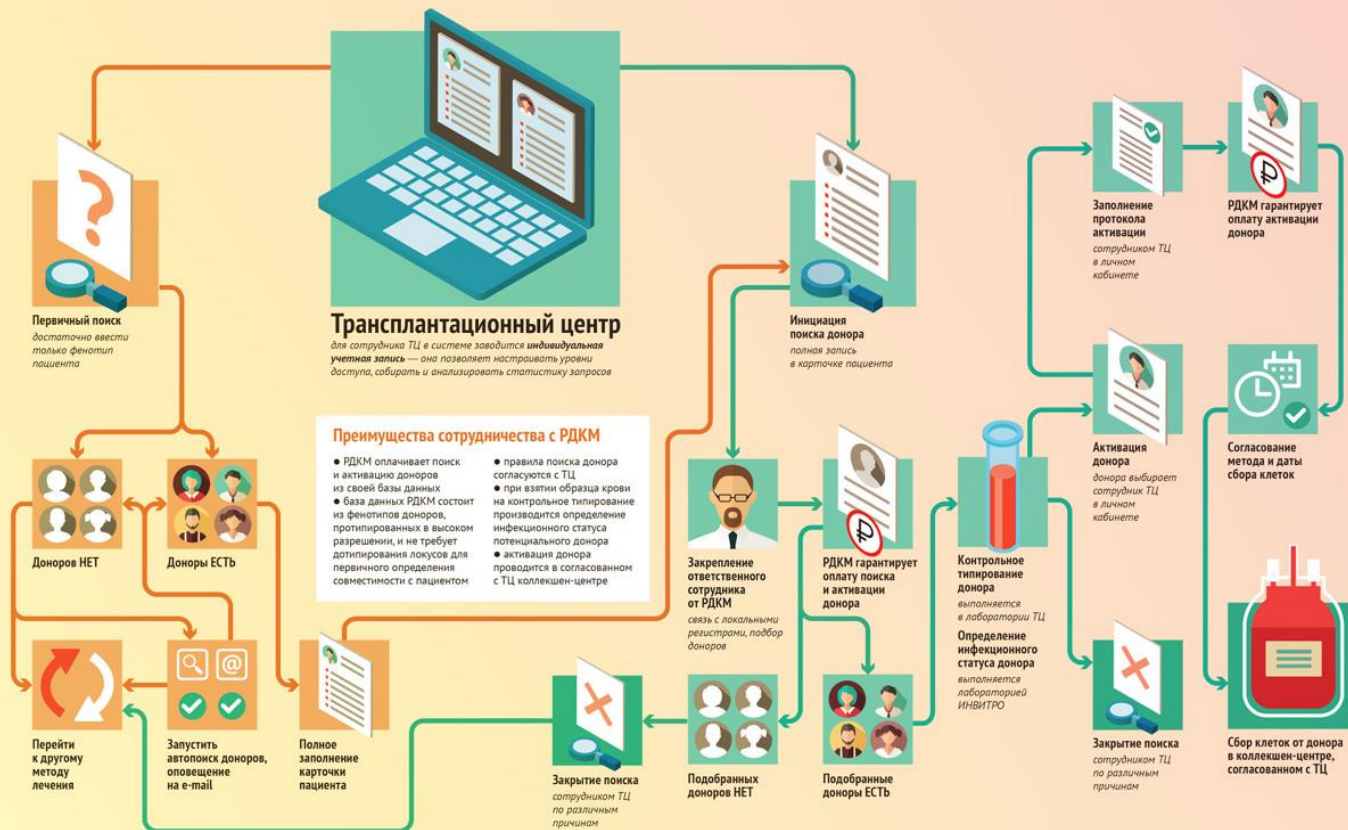 Трансплантационный центр
для сотрудника ТЦ в системе заводится индивидуальная
учетная запись — она позволяет настраивать уровни
доступа, собирать и анализировать статистику запросов
Первичный поиск
достаточно ввести
только фенотип
пациента
Доноров НЕТ
Доноры ЕСТЬ
Перейти
к другому
методу
лечения
@
Запустить
автопоиск доноров,
оповещение
на e-mail
Полное
заполнение
карточки
пациента
Преимущества сотрудничества с РДКМ
● РДКМ оплачивает поиск
и активацию доноров
из своей базы данных
● база данных РДКМ состоит
из фенотипов доноров,
протипированных в высоком
разрешении, и не требует
дотипирования локусов для
первичного определения
совместимости с пациентом
● правила поиска донора
согласуются с ТЦ
● при взятии образца крови
на контрольное типирование
производится определение
инфекционного статуса
потенциального донора
● активация донора
проводится в согласованном
с ТЦ коллекшен-центре
Инициация
поиска донора
полная запись
в карточке пациента
Закрепление
ответственного
сотрудника
от РДКМ
связь с локальными
регистрами, подбор
доноров
₽
РДКМ гарантирует
оплату поиска
и активации
донора
Закрытие поиска
сотрудником ТЦ
по различным
причинам
Подобранных
доноров НЕТ
Подобранные
доноры ЕСТЬ
Контрольное
типирование
донора
выполняется
в лаборатории ТЦ
Определение
инфекционного
статуса донора
выполняется
лабораторией
ИНВИТРО
Заполнение
протокола
активации
сотрудником ТЦ
в личном
кабинете
₽
РДКМ гарантирует
оплату активации
донора
Активация
донора
донора выбирает
сотрудник ТЦ
в личном
кабинете
Согласование
метода и даты
сбора клеток
Закрытие поиска
сотрудником ТЦ
по различным
причинам
Сбор клеток от донора
в коллекшен-центре,
согласованном с ТЦ